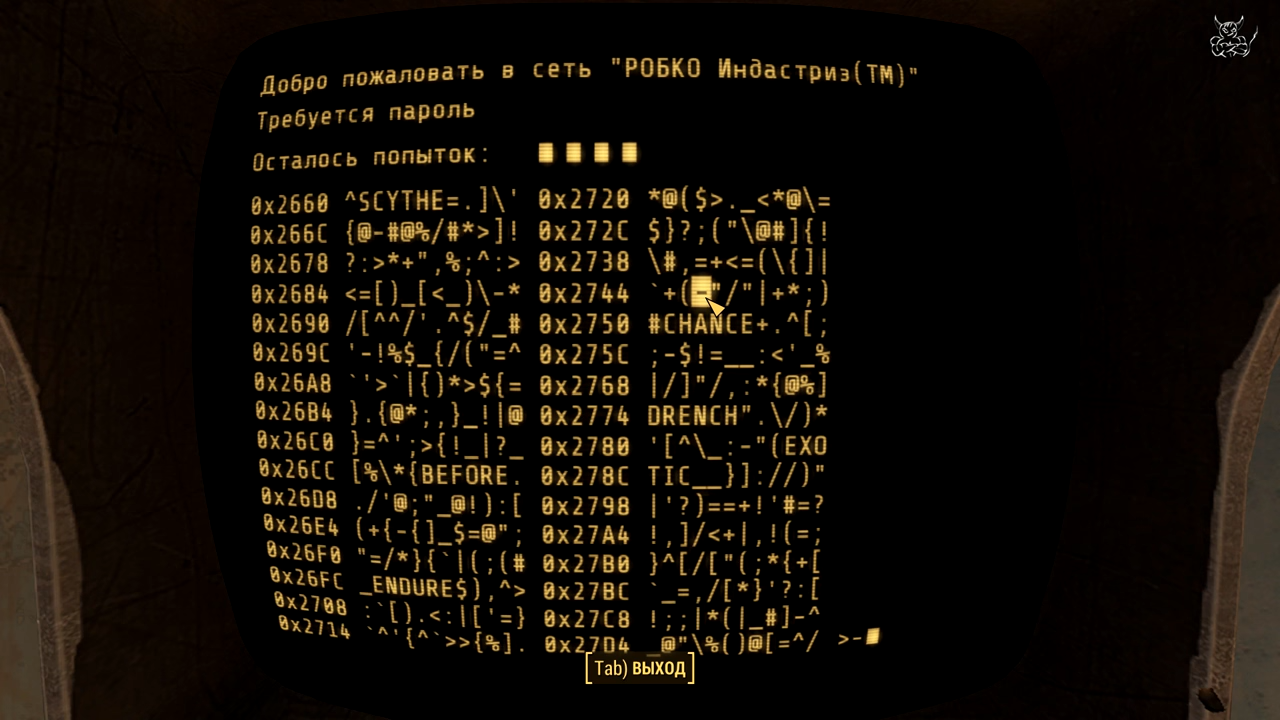 Добро пожаловать в сеть "РОБКО Индастриз(ТМ)"
Требуется пароль
Осталось попыток:
0x2660 ^SCYTHE=.]\' 0x2720 *@($>._<*@\=
0x266C {@-#@%/#*>]! 0x272C $}?;("\@#]{!
0x2678 ?:>*+",%;^:> 0x2738 \#,=+<=(\{]|
0x2684 <=[)_[<_)\-* 0x2744 `+(-"/"|+*;)
0x2690 /[^^/'.^$/_# 0x2750 #CHANCE+.^[;
0x269C '-!%$_{/("=^ 0x275C ;-$!=__:<'_%
0x26A8 `'>`|{)*>${= 0x2768 |/]"/,:*{@%]
0x26B4 }.{@*;,}_!|@ 0x2774 DRENCH".\/)*
0x26C0 }=^';>{!_|?_ 0x2780 '[^\_:-"(EXO
0x26CC [%\*{BEFORE. 0x278C TIC__}]://)"
0x26D8 ./'@;"_@!):[ 0x2798 |'?)==+!'#=?
0x26E4 (+{-{]_$=@"; 0x27A4 !,]/<+|,!(=;
0x26F0 "=/*}{`|(;(# 0x27B0 }^[/["(;*{+[
0x26FC _ENDURE$),^> 0x27BC `_=,/[*}'?:[
0x2708 :`[).<:|['=} 0x27C8 !;;|*(|_#]-^
0x2714 `^'{^`>>{%]. 0x27D4 _@"\%()@[=^/ >-
Tab) ВЫХОД